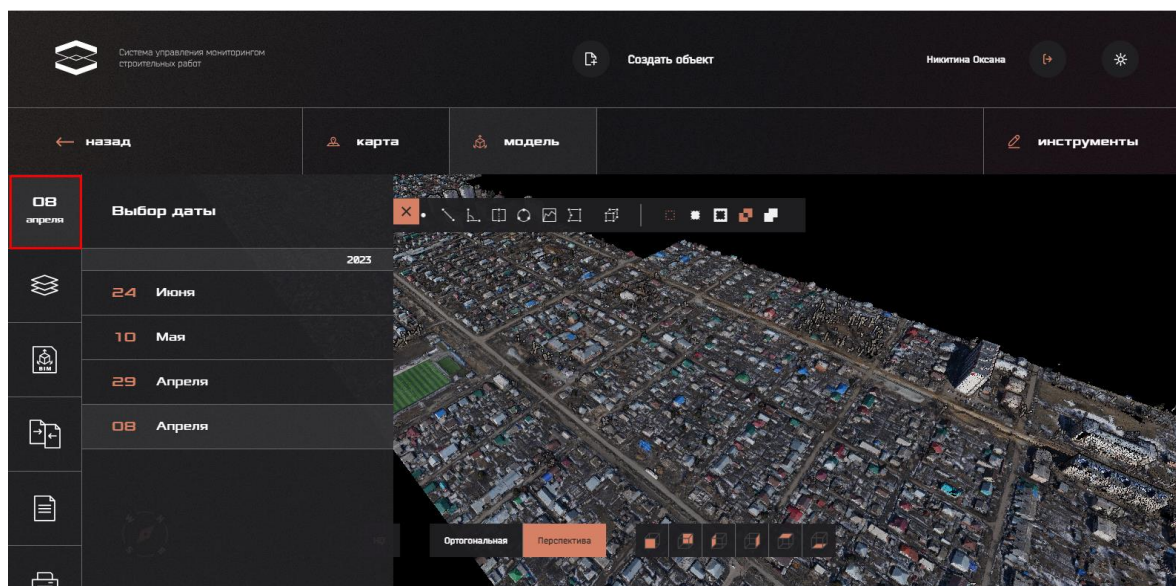 Система управления мониторингом
строительных работ
Создать объект
Никитина Оксана
назад
карта
модель
инструменты
08
апреля
Выбор даты
2023
24 Июня
10 Мая
29 Апреля
08 Апреля
BIM
Ортогональная
Перспектива